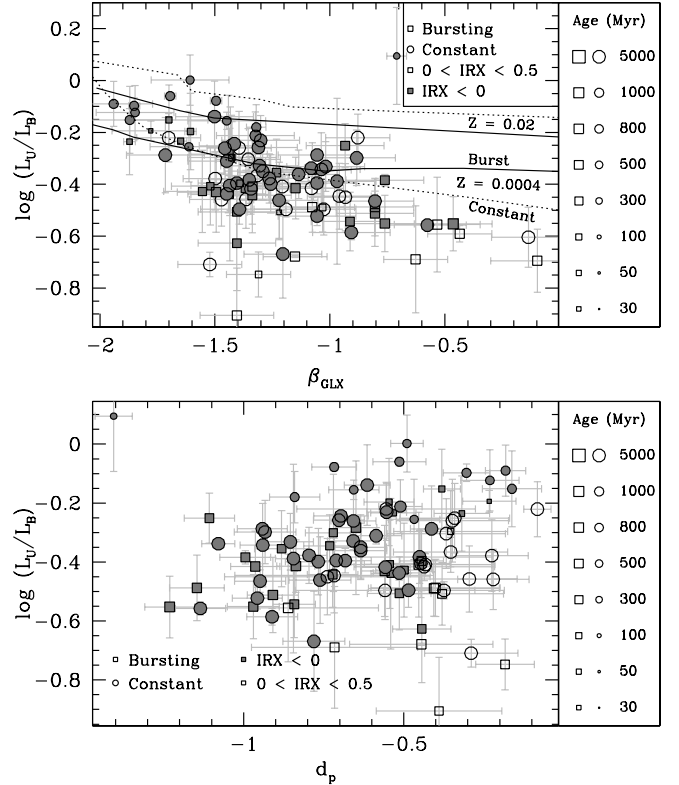 0.2
0
−0.2
−0.4
−0.6
−0.8
log (L_U/L_B)
−2
−1.5
−1
β_GLX
Bursting
Constant
0 < IRX < 0.5
IRX < 0
Z = 0.02
Burst
Z = 0.0004
Constant
Age (Myr)
5000
1000
800
500
300
100
50
30
0
−0.2
−0.4
−0.6
−0.8
log (L_U/L_B)
Bursting
Constant
IRX < 0
0 < IRX < 0.5
−1
−0.5
d_p
Age (Myr)
5000
1000
800
500
300
100
50
30